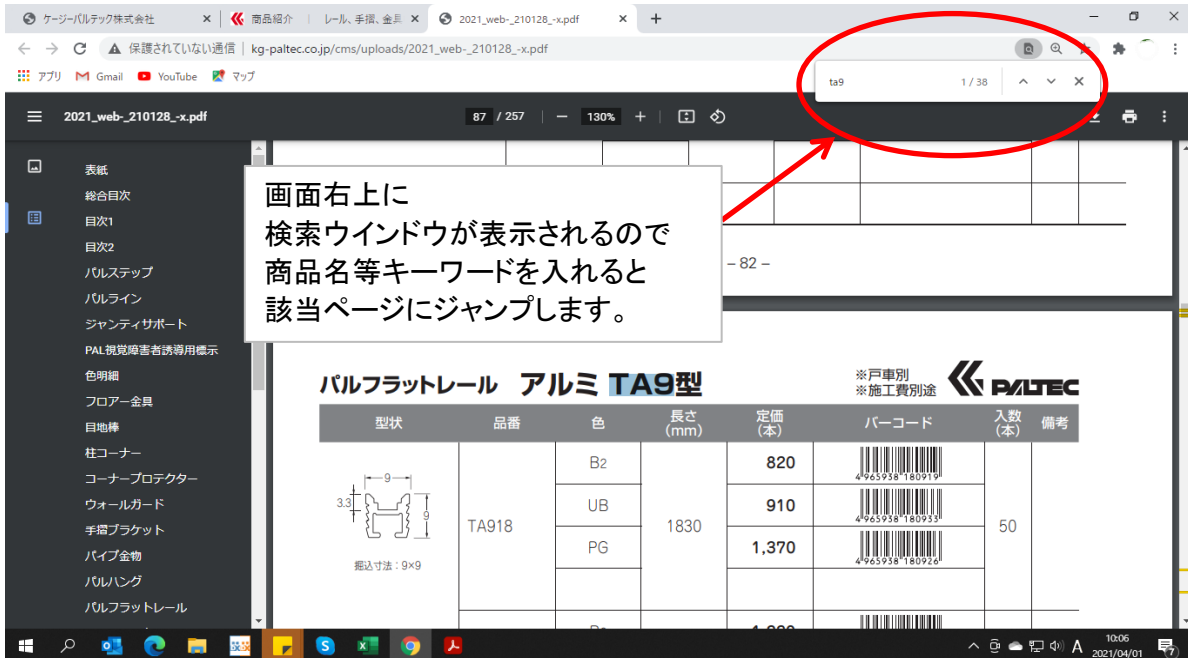 ケージーパルテック株式会社
商品紹介 | レール、手摺、金具
2021_web-_210128_-x.pdf
保護されていない通信 | kg-paltec.co.jp/cms/uploads/2021_web-_210128_-x.pdf
アプリ Gmail YouTube マップ
ta9 1/38
2021_web-_210128_-x.pdf 87 / 257 130%
表紙
総合目次
目次1
目次2
パルステップ
パルライン
ジャンティサポート
PAL視覚障害者誘導用標示
色明細
フロアー金具
目地棒
柱コーナー
コーナープロテクター
ウォールガード
手摺ブラケット
パイプ金物
パルハング
パルフラットレール
画面右上に
検索ウインドウが表示されるので
商品名等キーワードを入れると
該当ページにジャンプします。
– 82 –
パルフラットレール アルミ TA9型
※戸車別
※施工費別途
PALTEC
型状 品番 色 長さ(mm) 定価(本) バーコード 入数(本) 備考
9
3.3
9
掘込寸法：9×9
TA918
B2 820 4965938180919
UB 1830 910 4965938180933 50
PG 1,370 4965938180926
A 10:06
2021/04/01
7